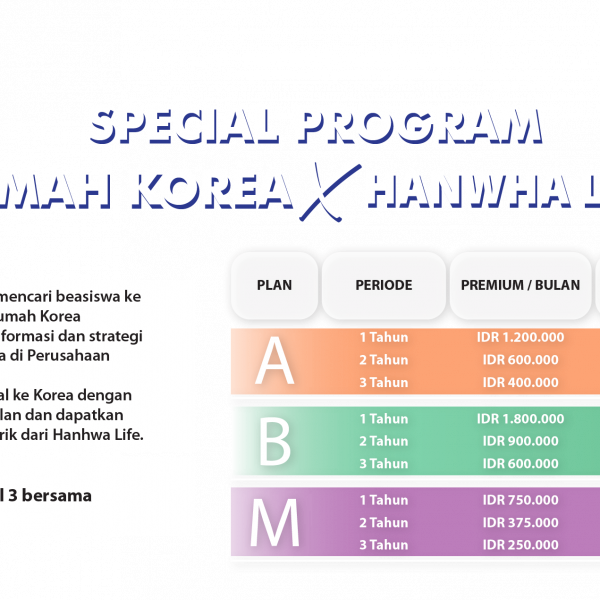 SPECIAL PROGRAM
MAH KOREA X HANWHA L
mencari beasiswa ke
umah Korea
formasi dan strategi
a di Perusahaan
al ke Korea dengan
lan dan dapatkan
rik dari Hanhwa Life.
l 3 bersama
PLAN PERIODE PREMIUM / BULAN
A
1 Tahun IDR 1.200.000
2 Tahun IDR 600.000
3 Tahun IDR 400.000
B
1 Tahun IDR 1.800.000
2 Tahun IDR 900.000
3 Tahun IDR 600.000
M
1 Tahun IDR 750.000
2 Tahun IDR 375.000
3 Tahun IDR 250.000